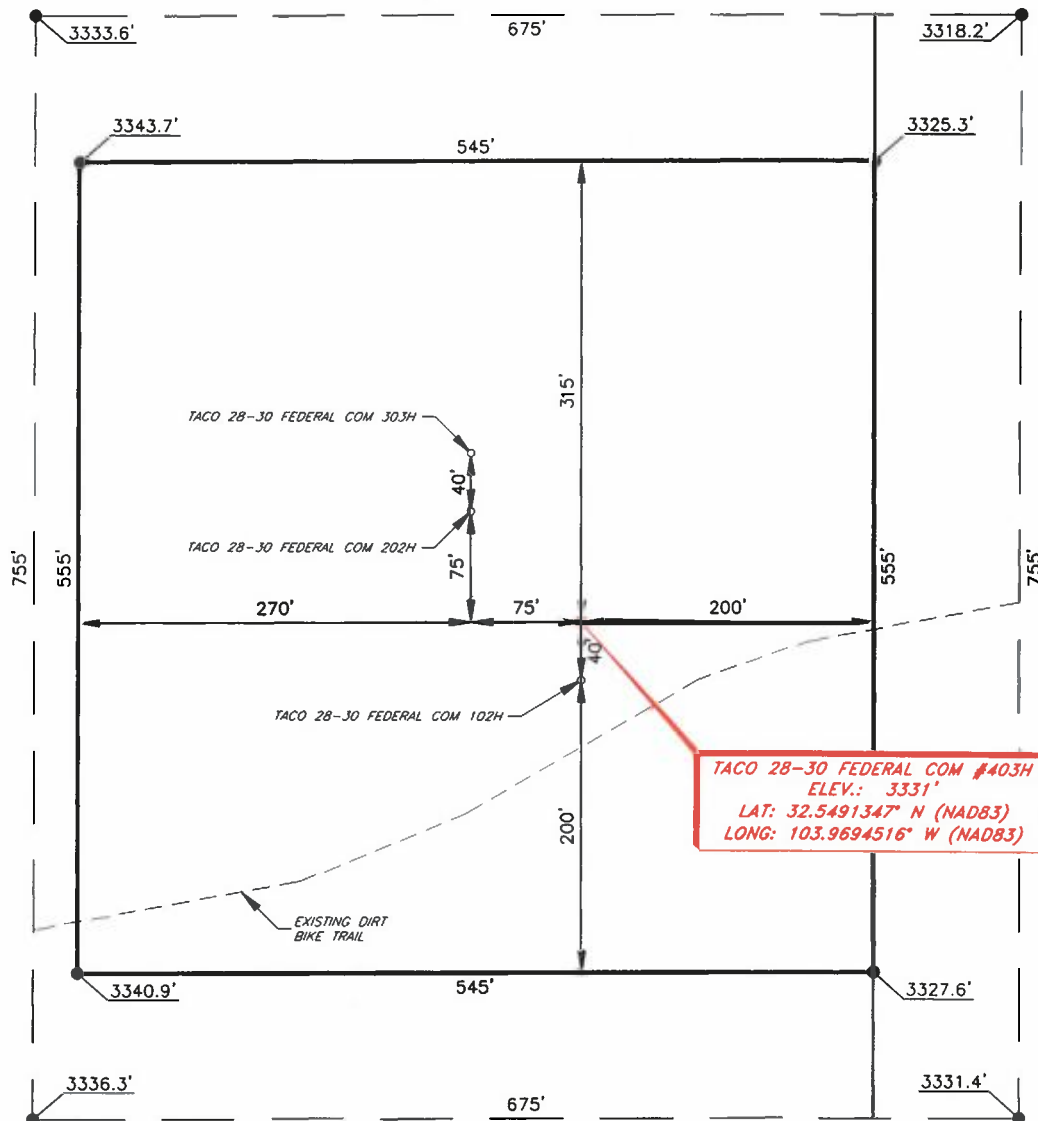 3333.6'
675'
3318.2'
3343.7'
545'
3325.3'
315'
TACO 28-30 FEDERAL COM 303H
40'
TACO 28-30 FEDERAL COM 202H
75'
755'
555'
555'
755'
270'
75'
200'
40'
TACO 28-30 FEDERAL COM 102H
TACO 28-30 FEDERAL COM #403H
ELEV.: 3331'
LAT: 32.5491347° N (NAD83)
LONG: 103.9694516° W (NAD83)
200'
EXISTING DIRT
BIKE TRAIL
3340.9'
545'
3327.6'
3336.3'
675'
3331.4'